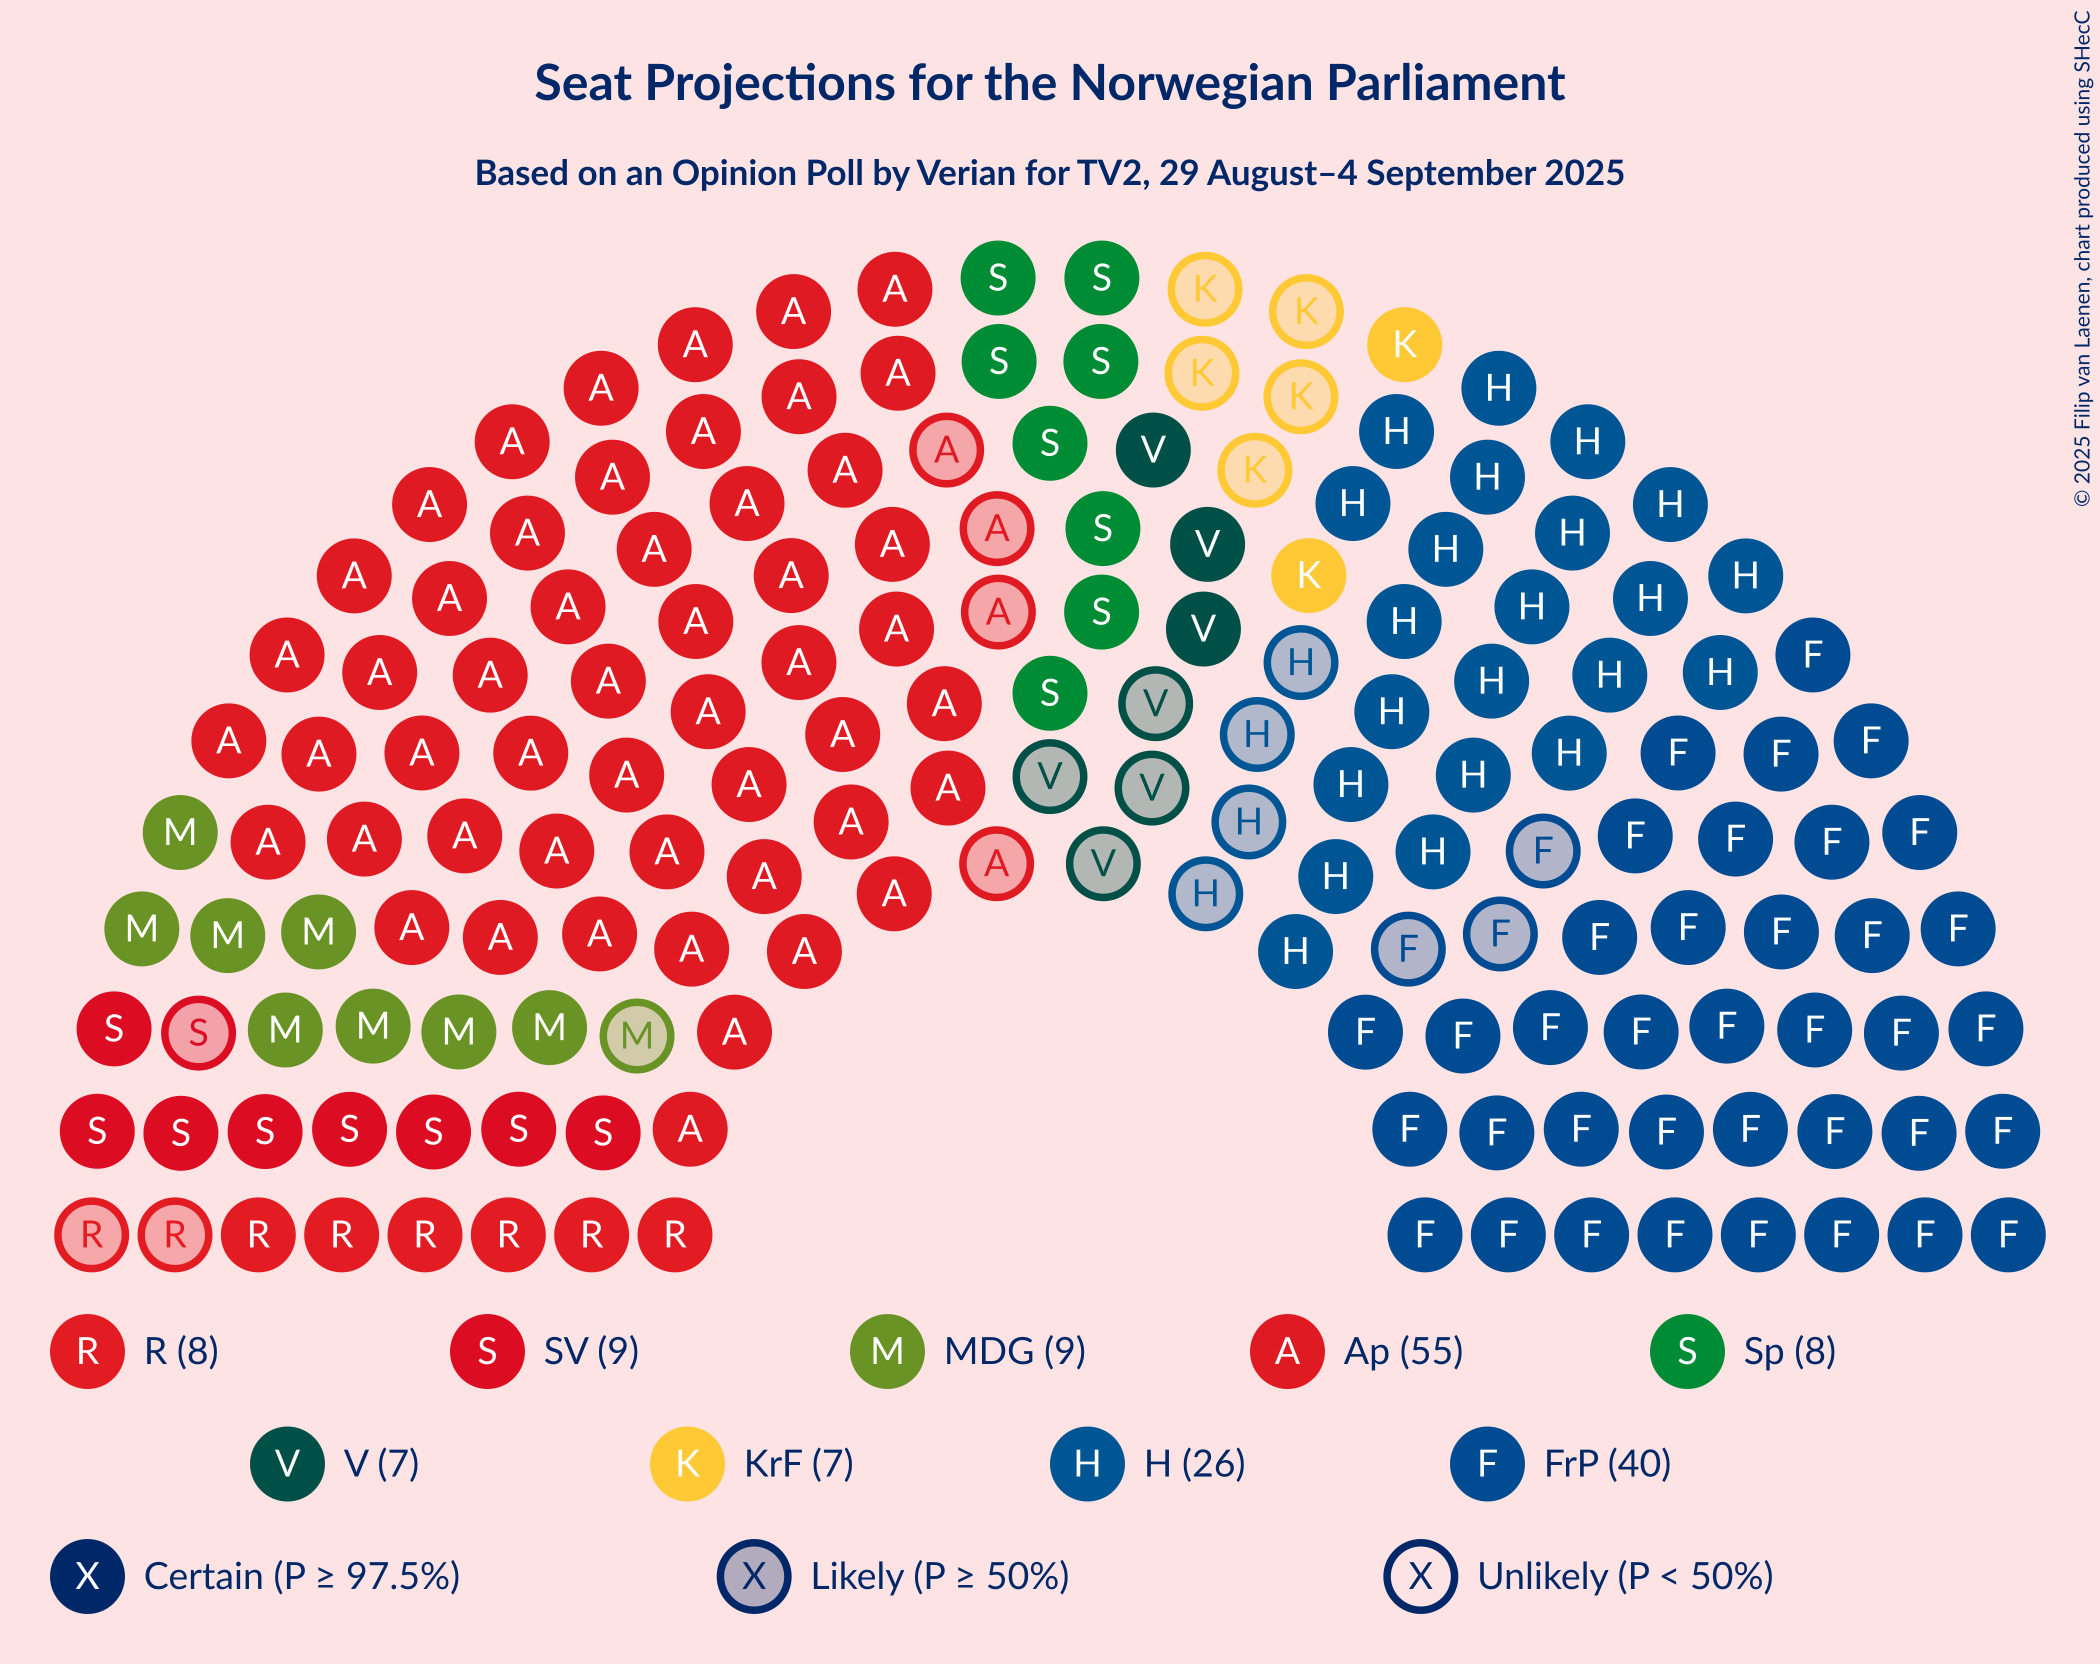 Seat Projections for the Norwegian Parliament
Based on an Opinion Poll by Verian for TV2, 29 August–4 September 2025
© 2025 Filip van Laenen, chart produced using SHecC
A A S S K K
A A A S S K K K H
A A A A A S V K H H H
A A A A A A A S V K H H H H
A A A A A A A S V H H H H H H
A A A A A A A S V H H H H H H F
A A A A A A A A V V H H H H F F F
M A A A A A A A A V H H H F F F F F
M M M A A A A A A H H F F F F F F F
S S M M M M M A F F F F F F F F
S S S S S S S A F F F F F F F F
R R R R R R R R F F F F F F F F
R R (8) S SV (9) M MDG (9) A Ap (55) S Sp (8)
V V (7) K KrF (7) H H (26) F FrP (40)
X Certain (P ≥ 97.5%) X Likely (P ≥ 50%) X Unlikely (P < 50%)